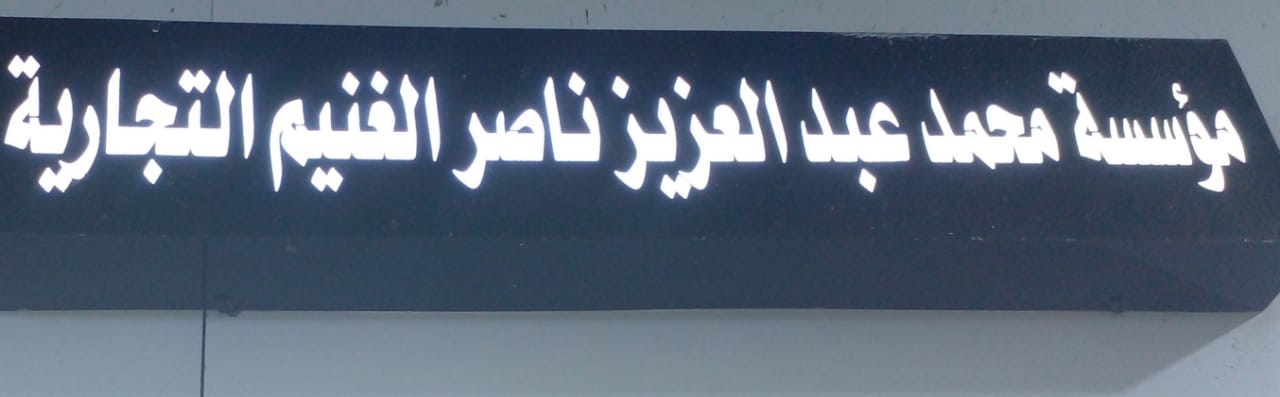 مؤسسة محمد عبد العزيز ناصر الغنيم التجارية